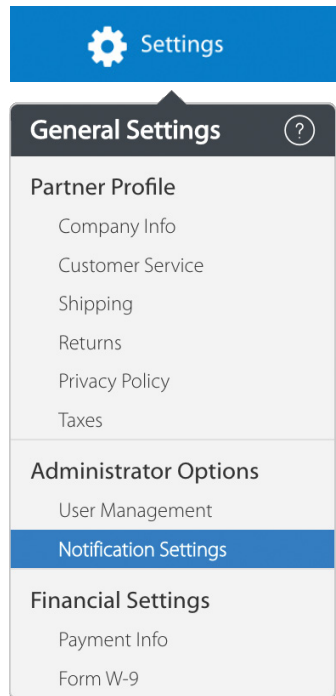 Settings
General Settings ?
Partner Profile
Company Info
Customer Service
Shipping
Returns
Privacy Policy
Taxes
Administrator Options
User Management
Notification Settings
Financial Settings
Payment Info
Form W-9